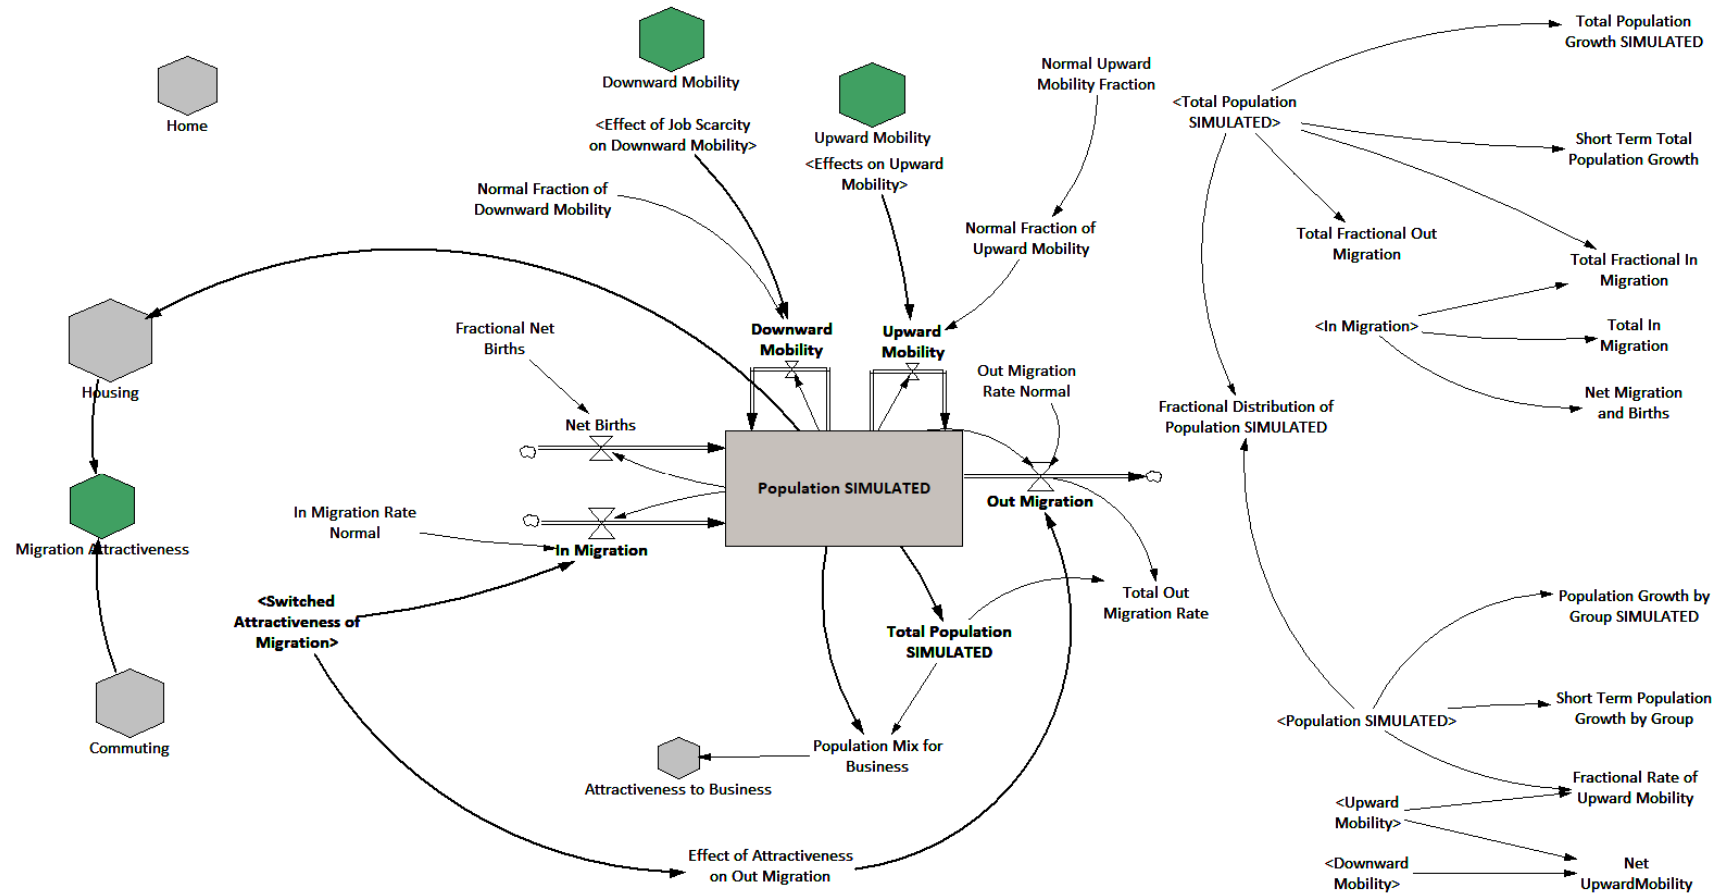 Home
Downward Mobility
Upward Mobility
<Effect of Job Scarcity
on Downward Mobility>
<Effects on Upward
Mobility>
Normal Upward
Mobility Fraction
Normal Fraction of
Downward Mobility
Normal Fraction of
Upward Mobility
Housing
Fractional Net
Births
Downward
Mobility
Upward
Mobility
Out Migration
Rate Normal
Net Births
Population SIMULATED
Out Migration
In Migration Rate
Normal
In Migration
Migration Attractiveness
<Switched
Attractiveness of
Migration>
Total Population
SIMULATED
Total Out
Migration Rate
Commuting
Population Mix for
Business
Attractiveness to Business
Effect of Attractiveness
on Out Migration
Total Population
Growth SIMULATED
<Total Population
SIMULATED>
Short Term Total
Population Growth
Total Fractional Out
Migration
Total Fractional In
Migration
<In Migration>
Total In
Migration
Net Migration
and Births
Fractional Distribution of
Population SIMULATED
Population Growth by
Group SIMULATED
<Population SIMULATED>
Short Term Population
Growth by Group
Fractional Rate of
Upward Mobility
<Upward
Mobility>
<Downward
Mobility>
Net
UpwardMobility